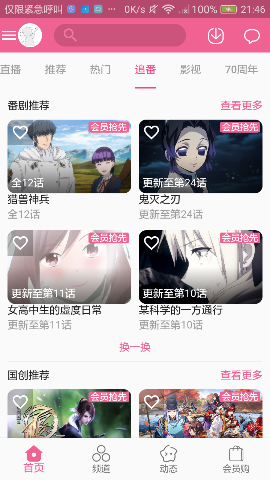 仅限紧急呼叫 0K/s 100% 21:46
直播 推荐 热门 追番 影视 70周年
番剧推荐 查看更多
会员抢先 会员抢先
全12话 更新至第24话
猎兽神兵 鬼灭之刃
全12话 更新至第24话
会员抢先 会员抢先
更新至第11话 更新至第10话
女高中生的虚度日常 某科学的一方通行
更新至第11话 更新至第10话
换一换
国创推荐 查看更多
会员抢先 会员抢先
首页 频道 动态 会员购